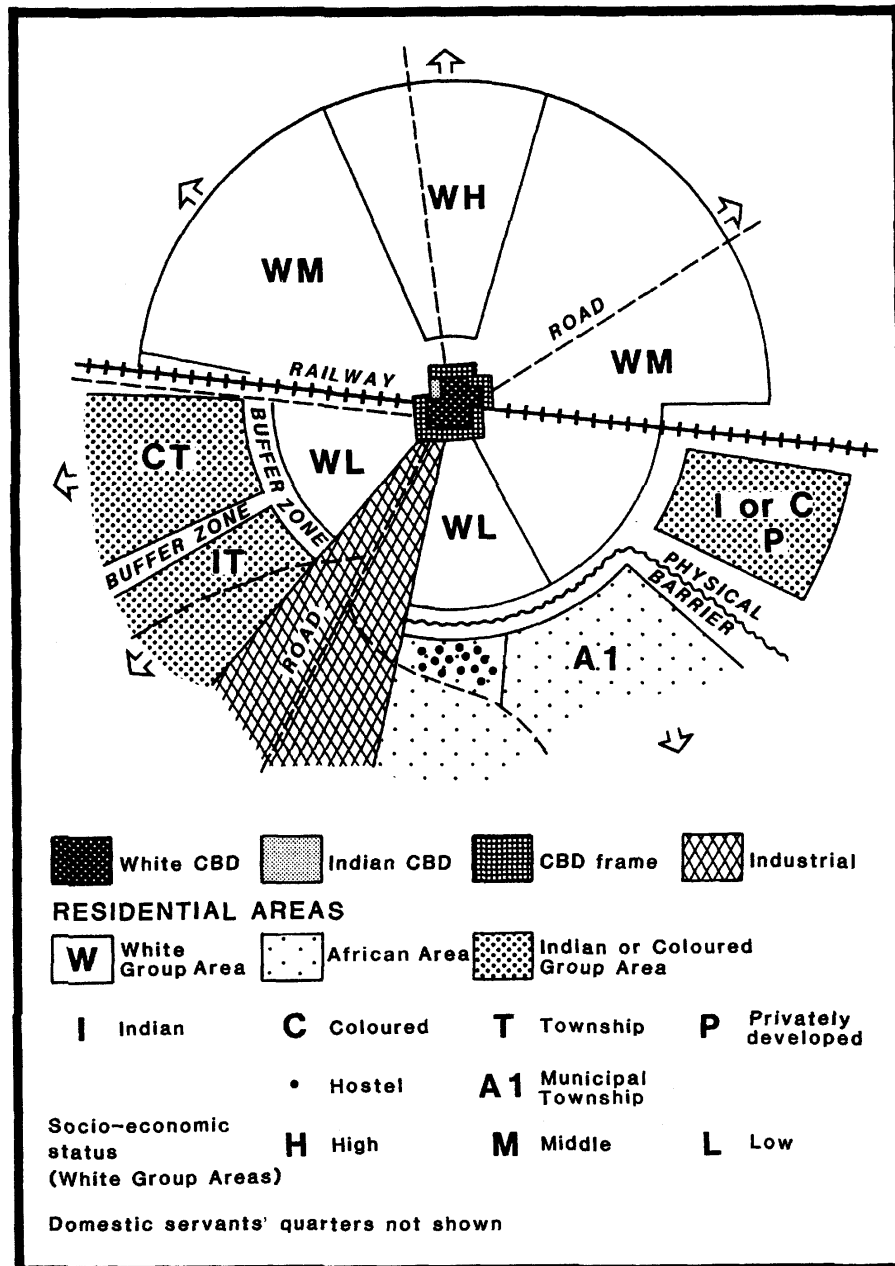 WH
WM
ROAD
WM
RAILWAY
CT
BUFFER ZONE
WL
I or C
P
BUFFER ZONE
IT
WL
PHYSICAL
BARRIER
ROAD
A1
White CBD
Indian CBD
CBD frame
Industrial
RESIDENTIAL AREAS
W White
Group Area
African Area
Indian or Coloured
Group Area
I Indian
C Coloured
T Township
P Privately
developed
• Hostel
A1 Municipal
Township
Socio-economic
status
(White Group Areas)
H High
M Middle
L Low
Domestic servants' quarters not shown